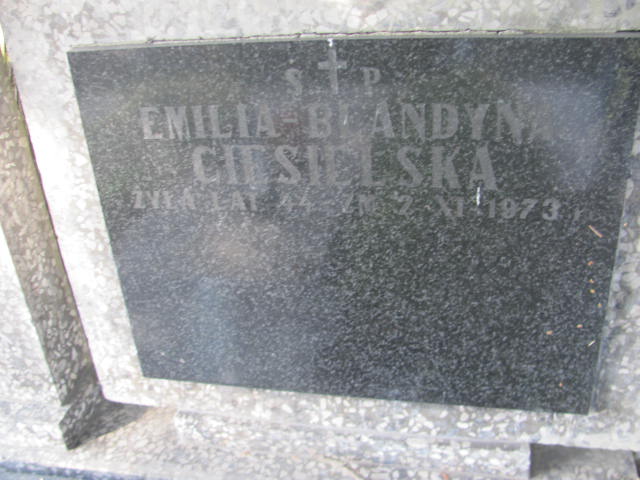 S P
EMILIA-BLANDYNA
CIESIELSKA
ŻYŁA LAT 44 ZM. 2 XI 1973 r